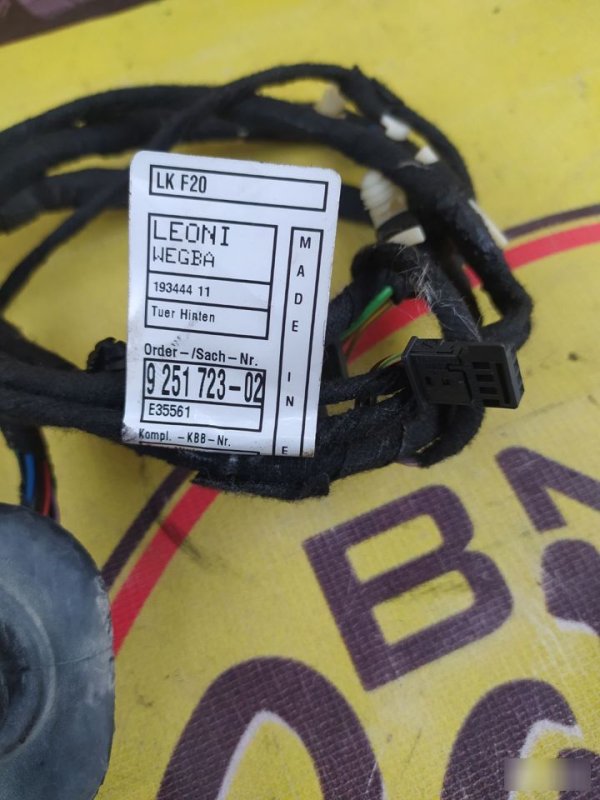 LK F20
LEONI
WEGBA
193444 11
Tuer Hinten
MADE IN
Order-/Sach-Nr.
9 251 723-02
E35561
Kompl. -KBB-Nr.